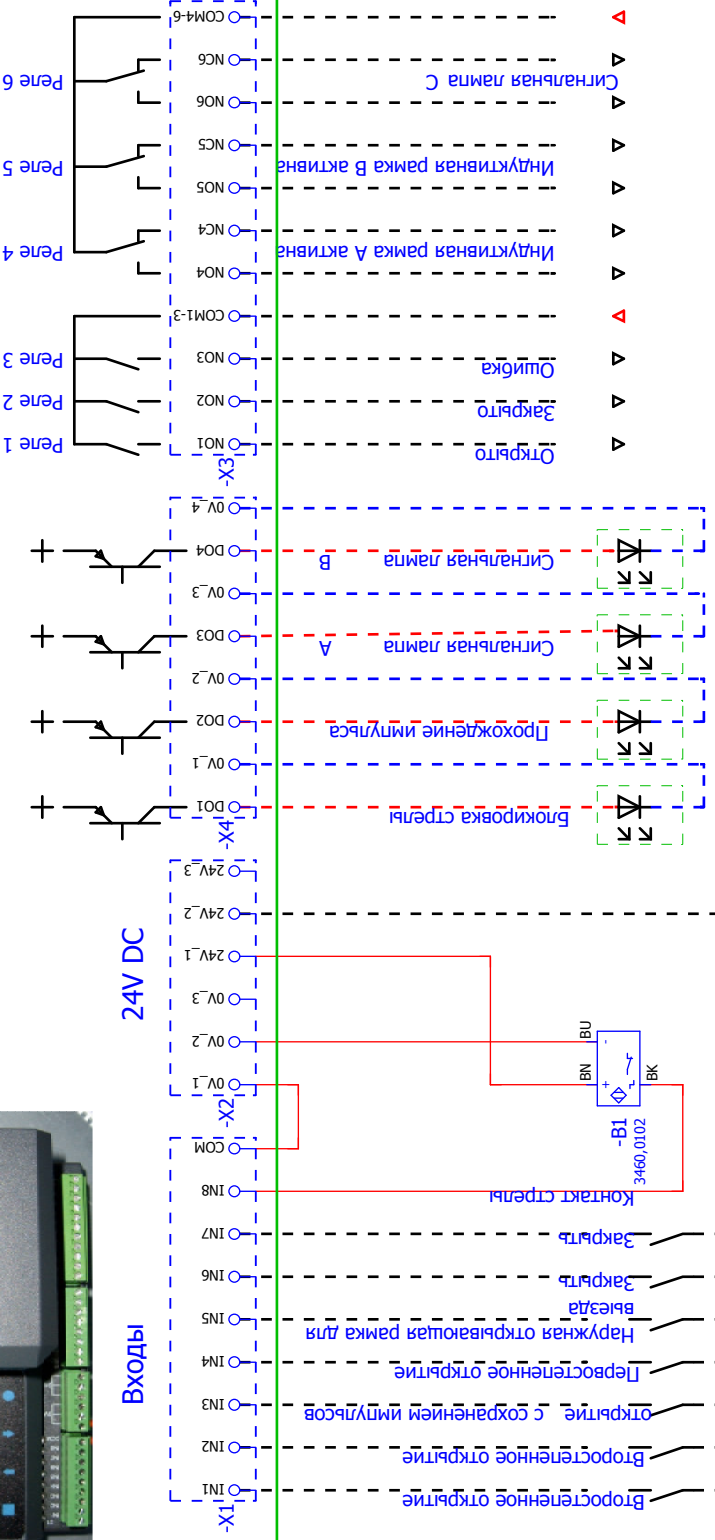 COM4-6
NC6
Сигнальная лампа C
Реле 6
NO6
NC5
Индуктивная рамка B активна
Реле 5
NO5
NC4
Индуктивная рамка A активна
Реле 4
NO4
COM1-3
NO3
Ошибка
Реле 3
NO2
Закрыто
Реле 2
NO1
Открыто
Реле 1
-X3
0V_4
DO4
Сигнальная лампа
B
0V_3
DO3
Сигнальная лампа
A
0V_2
DO2
Прохождение импульса
0V_1
DO1
Блокировка стрелы
-X4
24V_3
24V_2
24V_1
0V_3
0V_2
0V_1
24V DC
-X2
BU
-
BN
+
BK
-B1
3460,0102
COM
IN8
Контакт стрелы
IN7
Закрыть
IN6
Закрыть
IN5
Наружная открывающая рамка для
выезда
IN4
Первостепенное открытие
IN3
открытие с сохранением импульсов
IN2
Второстепенное открытие
IN1
Второстепенное открытие
Входы
-X1